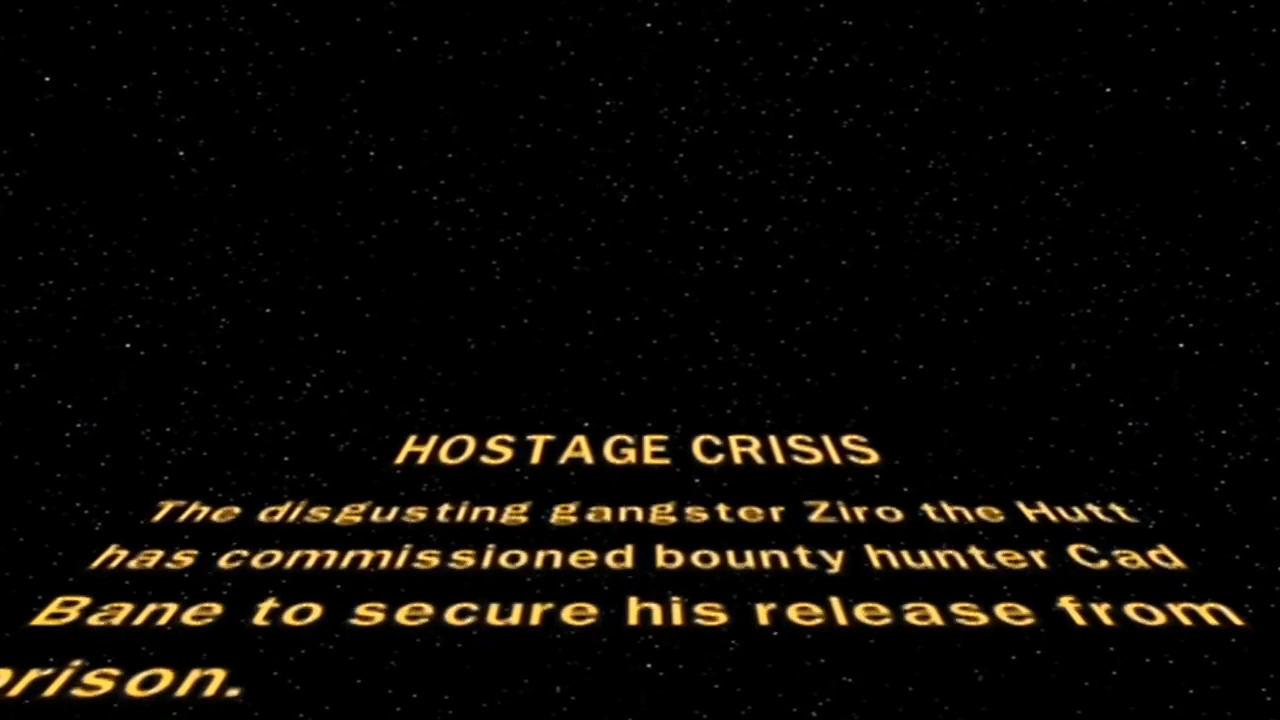 HOSTAGE CRISIS
The disgusting gangster Ziro the Hutt
has commissioned bounty hunter Cad
Bane to secure his release from
prison.